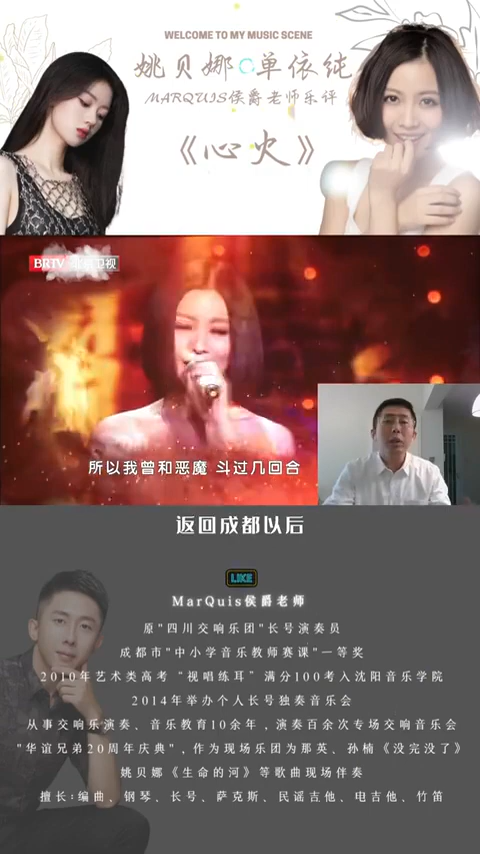 WELCOME TO MY MUSIC SCENE
姚贝娜 单依纯
MARQUIS侯爵老师乐评
《心火》
BRTV 北京卫视
所以我曾和恶魔 斗过几回合
返回成都以后
LIKE
MarQuis侯爵老师
原"四川交响乐团"长号演奏员
成都市"中小学音乐教师赛课"一等奖
2010年艺术类高考"视唱练耳"满分100考入沈阳音乐学院
2014年举办个人长号独奏音乐会
从事交响乐演奏、音乐教育10余年，演奏百余次专场交响音乐会
"华谊兄弟20周年庆典"，作为现场乐团为那英、孙楠《没完没了》
姚贝娜《生命的河》等歌曲现场伴奏
擅长:编曲、钢琴、长号、萨克斯、民谣吉他、电吉他、竹笛